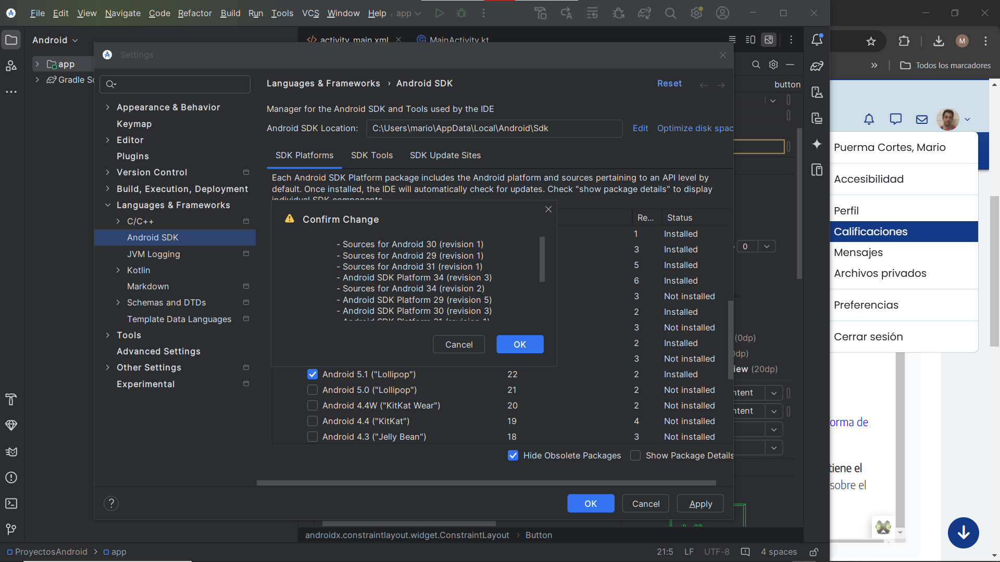 File Edit View Navigate Code Refactor Build Run Tools VCS Window Help app
Android
activity_main.xml
MainActivity.kt
app
Gradle Sc
Settings
Appearance & Behavior
Keymap
Editor
Plugins
Version Control
Build, Execution, Deployment
Languages & Frameworks
C/C++
Android SDK
JVM Logging
Kotlin
Markdown
Schemas and DTDs
Template Data Languages
Tools
Advanced Settings
Other Settings
Experimental
Languages & Frameworks › Android SDK
Reset
Manager for the Android SDK and Tools used by the IDE
Android SDK Location: C:\Users\mario\AppData\Local\Android\Sdk Edit Optimize disk spac
SDK Platforms SDK Tools SDK Update Sites
Each Android SDK Platform package includes the Android platform and sources pertaining to an API level by
default. Once installed, the IDE will automatically check for updates. Check "show package details" to display
individual SDK components.
Re... Status
1 Installed
3 Installed
5 Installed
6 Installed
3 Not installed
2 Installed
3 Not installed
2 Installed
3 Not installed
Android 5.1 ("Lollipop") 22 2 Installed
Android 5.0 ("Lollipop") 21 2 Not installed
Android 4.4W ("KitKat Wear") 20 2 Not installed
Android 4.4 ("KitKat") 19 4 Not installed
Android 4.3 ("Jelly Bean") 18 3 Not installed
Hide Obsolete Packages Show Package Details
? OK Cancel Apply
Confirm Change
- Sources for Android 30 (revision 1)
- Sources for Android 29 (revision 1)
- Sources for Android 31 (revision 1)
- Android SDK Platform 34 (revision 3)
- Sources for Android 34 (revision 2)
- Android SDK Platform 29 (revision 5)
- Android SDK Platform 30 (revision 3)
- Android SDK Platform 31 (revision 1)
Cancel OK
button
0
(0dp)
0dp)
iew (20dp)
ntent
ntent
androidx.constraintlayout.widget.ConstraintLayout › Button
ProyectosAndroid › app
21:5 LF UTF-8 4 spaces
M
» Todos los marcadores
Puerma Cortes, Mario
Accesibilidad
Perfil
Calificaciones
Mensajes
Archivos privados
Preferencias
Cerrar sesión
orma de
tiene el
sobre el